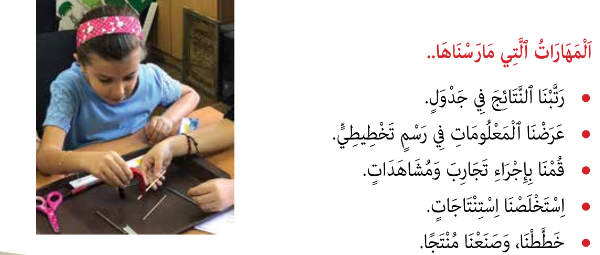 اَلْمَهَارَاتُ ٱلَّتِي مَارَسْنَاهَا..
• رَتَّبْنَا ٱلنَّتَائِجَ فِي جَدْوَلٍ.
• عَرَضْنَا ٱلْمَعْلُومَاتِ فِي رَسْمٍ تَخْطِيطِيٍّ.
• قُمْنَا بِإِجْرَاءِ تَجَارِبَ وَمُشَاهَدَاتٍ.
• اِسْتَخْلَصْنَا اِسْتِنْتَاجَاتٍ.
• خَطَّطْنَا، وَصَنَعْنَا مُنْتَجًا.